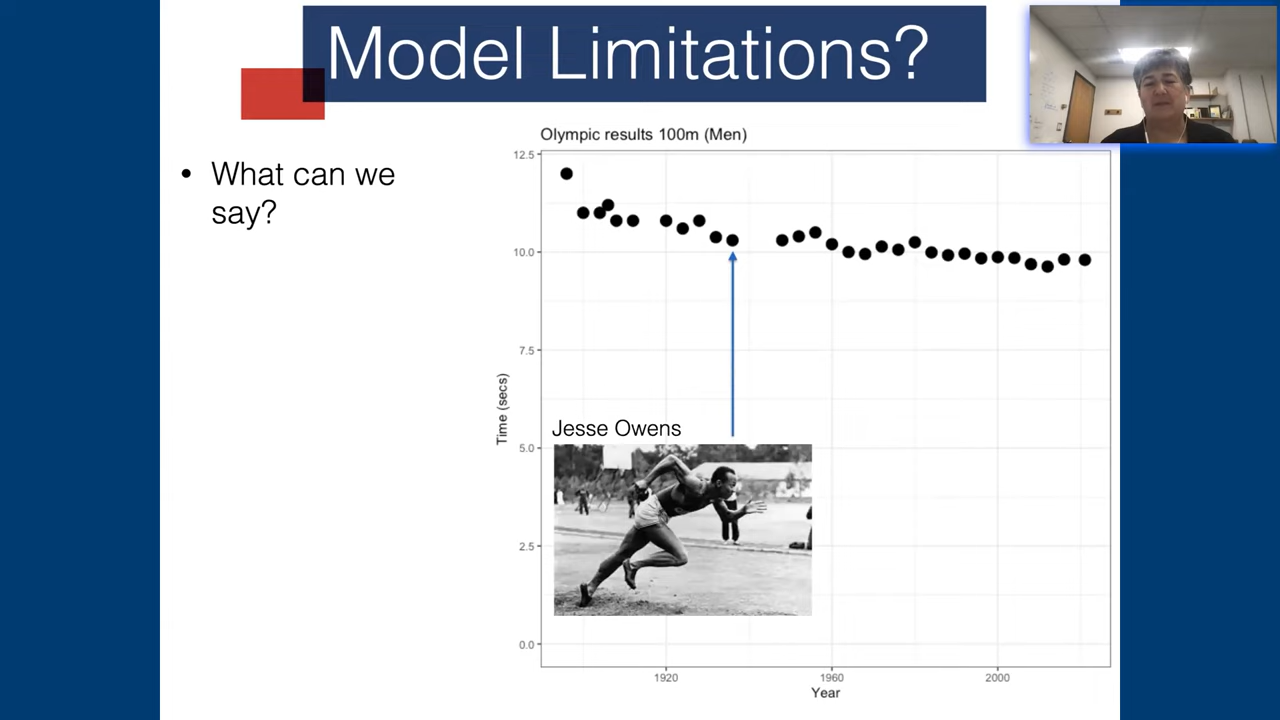 Model Limitations?
• What can we
say?
Olympic results 100m (Men)
12.5
10.0
7.5
5.0
2.5
0.0
Time (secs)
Jesse Owens
1920
1960
2000
Year